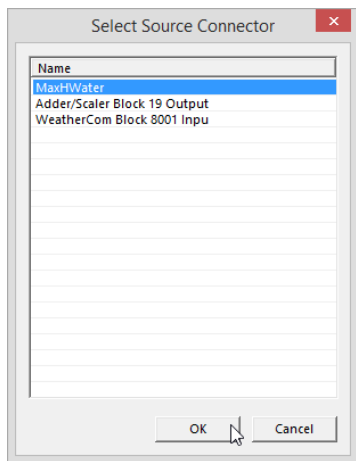 Select Source Connector
Name
MaxHWater
Adder/Scaler Block 19 Output
WeatherCom Block 8001 Inpu
OK
Cancel